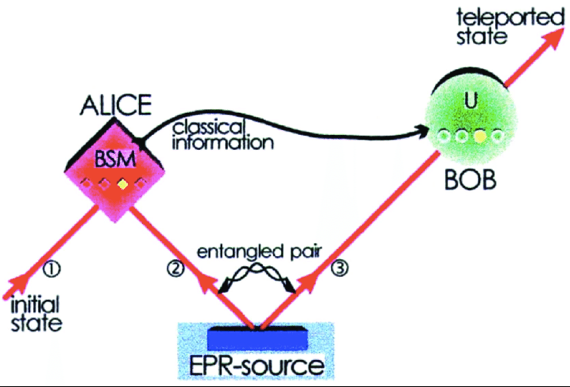 teleported
state
ALICE
U
classical
information
BSM
BOB
entangled pair
①
②
③
initial
state
EPR-source